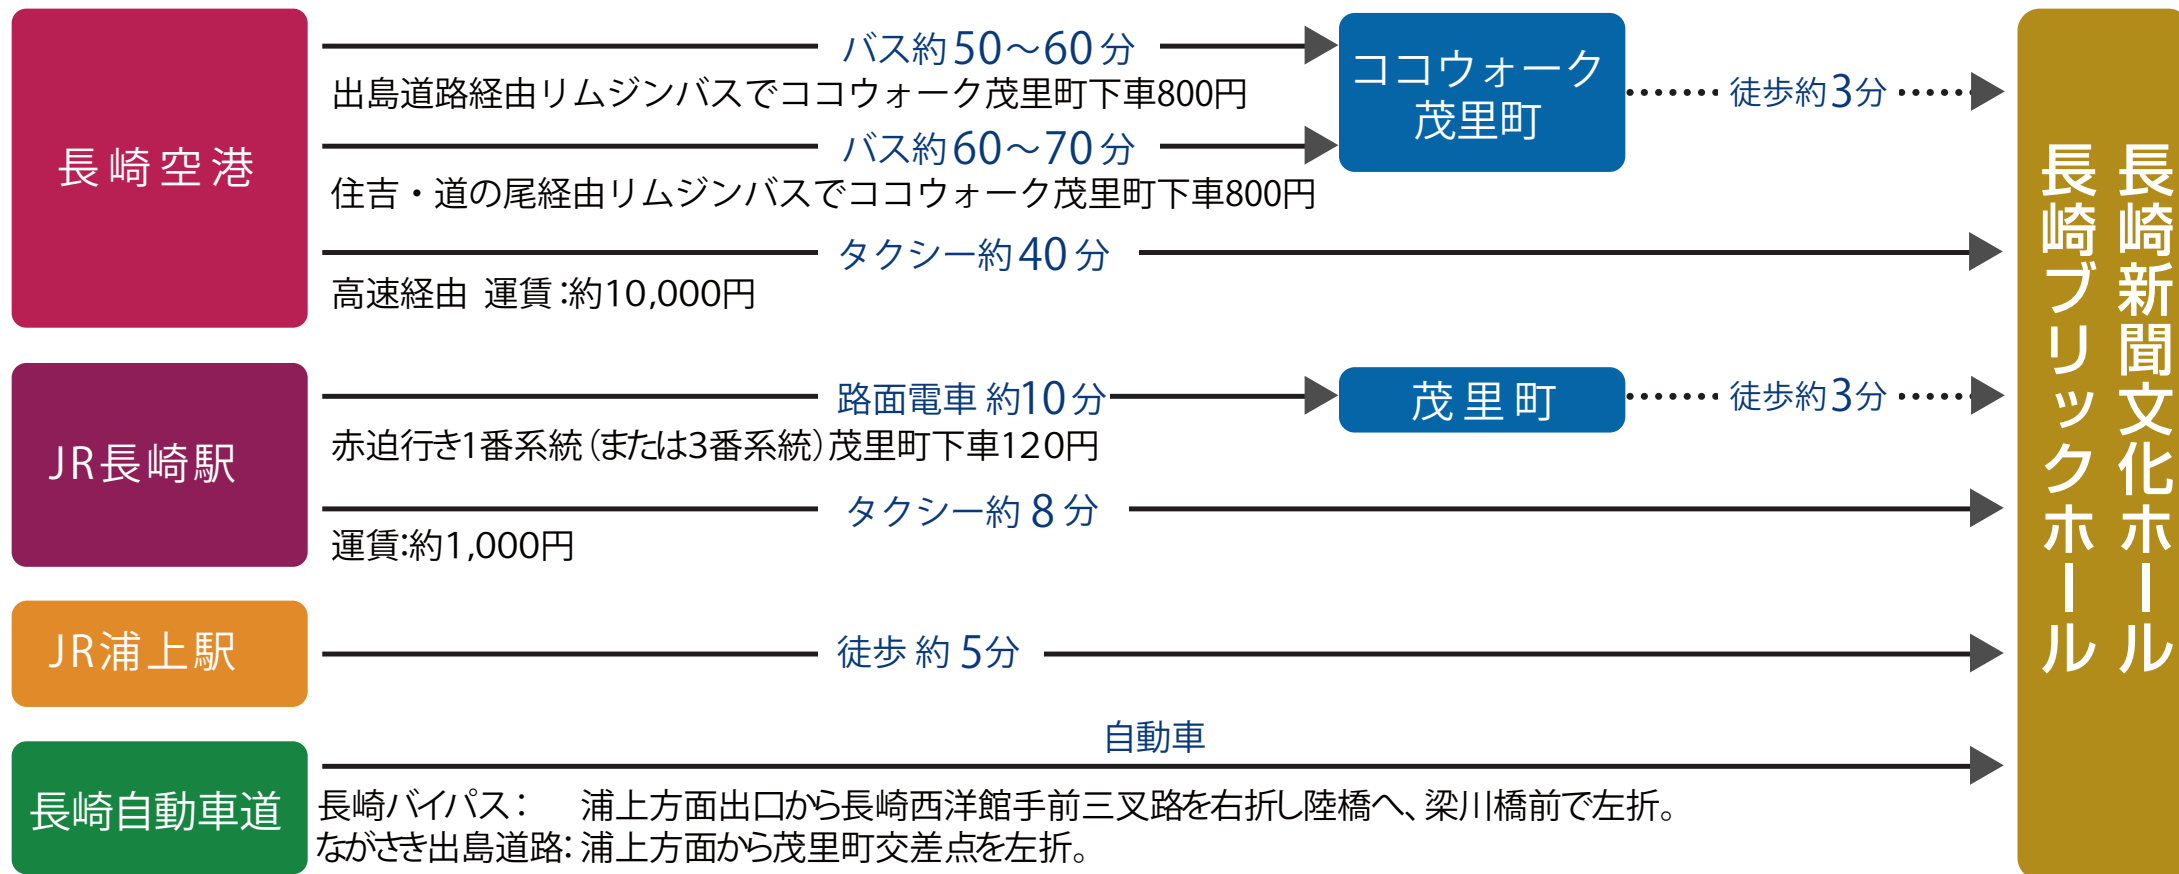 長崎空港
バス約50〜60分
出島道路経由リムジンバスでココウォーク茂里町下車800円
バス約60〜70分
住吉・道の尾経由リムジンバスでココウォーク茂里町下車800円
ココウォーク
茂里町
徒歩約3分
タクシー約40分
高速経由 運賃:約10,000円
JR長崎駅
路面電車 約10分
赤迫行き1番系統(または3番系統)茂里町下車120円
茂里町
徒歩約3分
タクシー約 8 分
運賃:約1,000円
JR浦上駅
徒歩 約 5分
長崎自動車道
自動車
長崎バイパス: 浦上方面出口から長崎西洋館手前三叉路を右折し陸橋へ、梁川橋前で左折。
ながさき出島道路:浦上方面から茂里町交差点を左折。
長崎新聞文化ホール
長崎ブリックホール